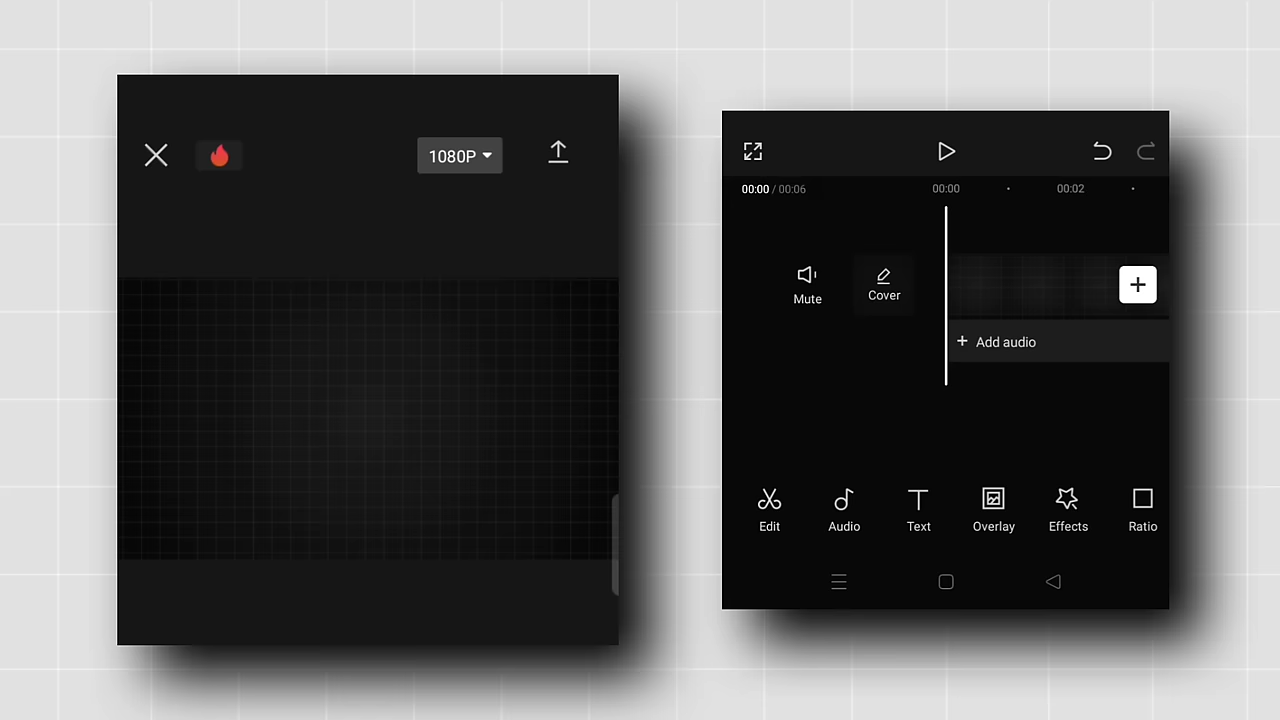 1080P
00:00 / 00:06
00:00
00:02
Mute
Cover
Add audio
Edit
Audio
Text
Overlay
Effects
Ratio